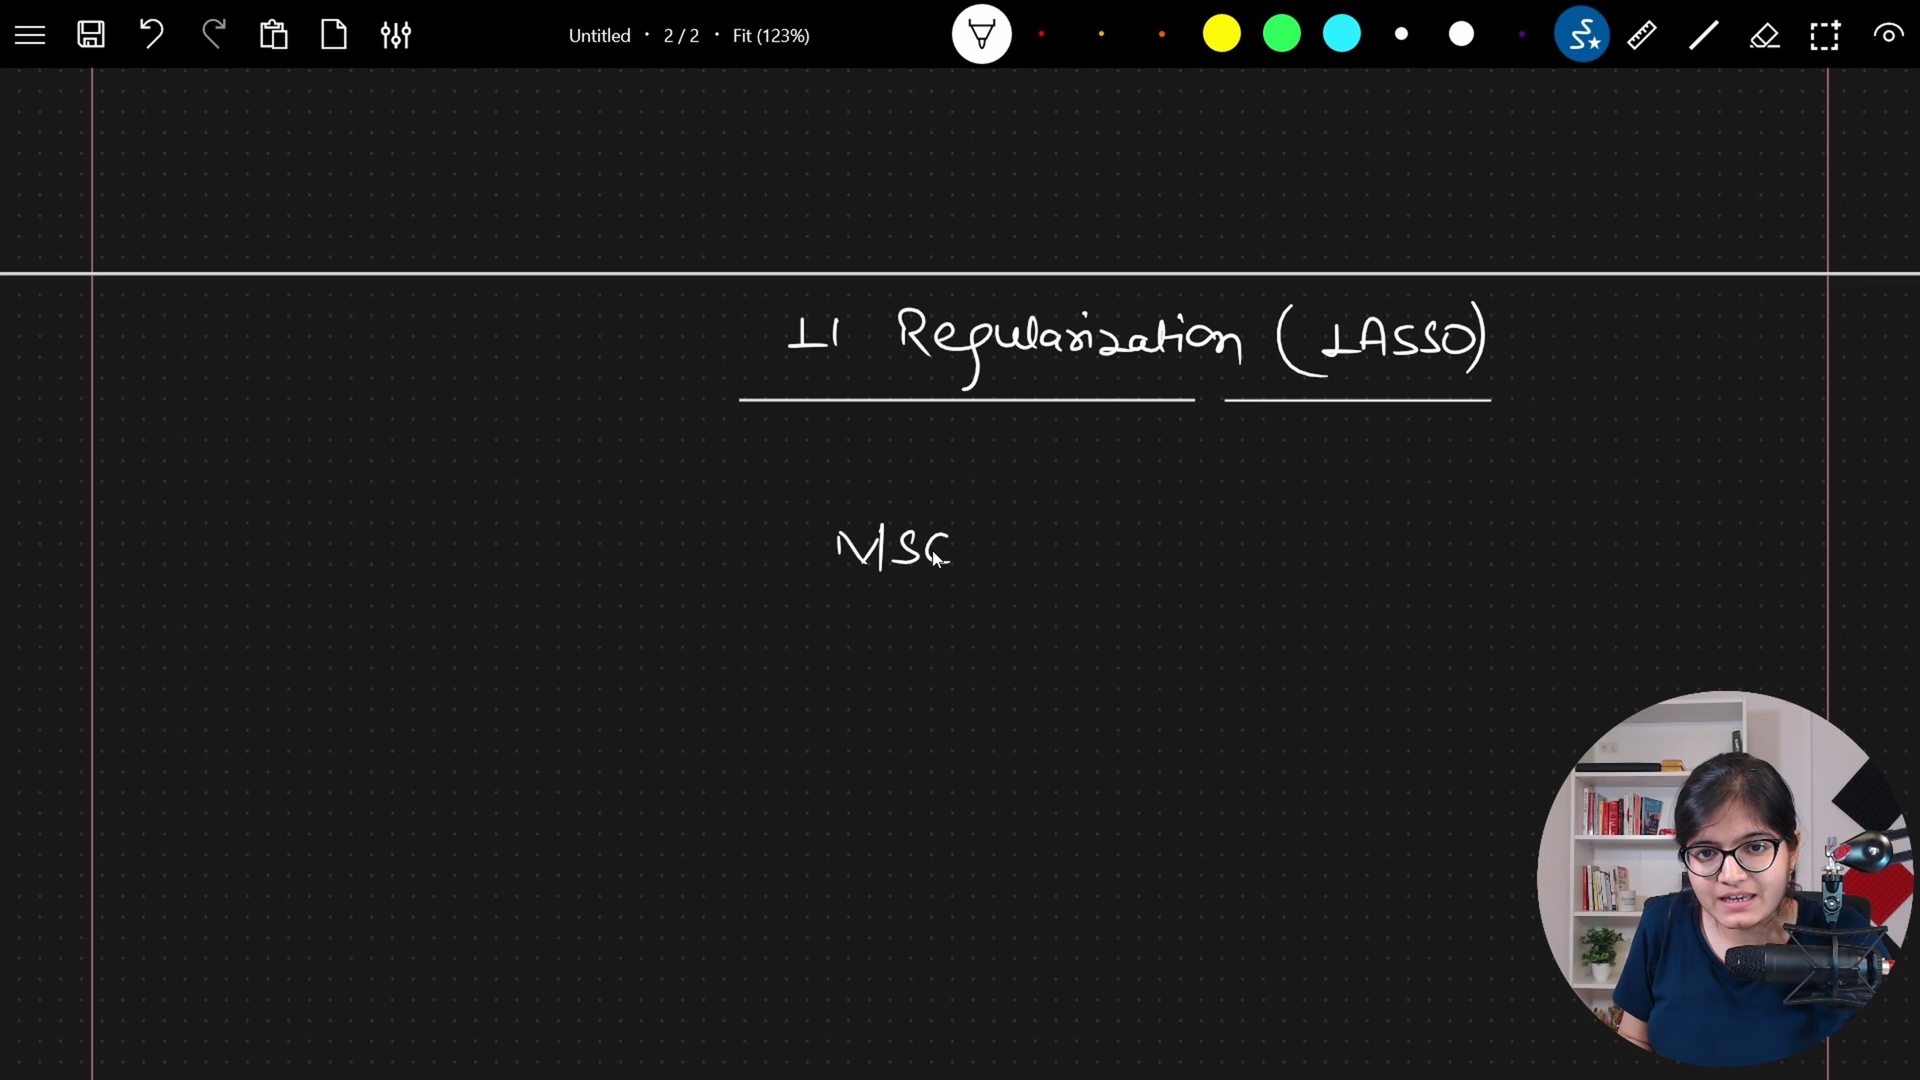 Untitled • 2 / 2 • Fit (123%)
L1 Regularization (LASSO)
MSE